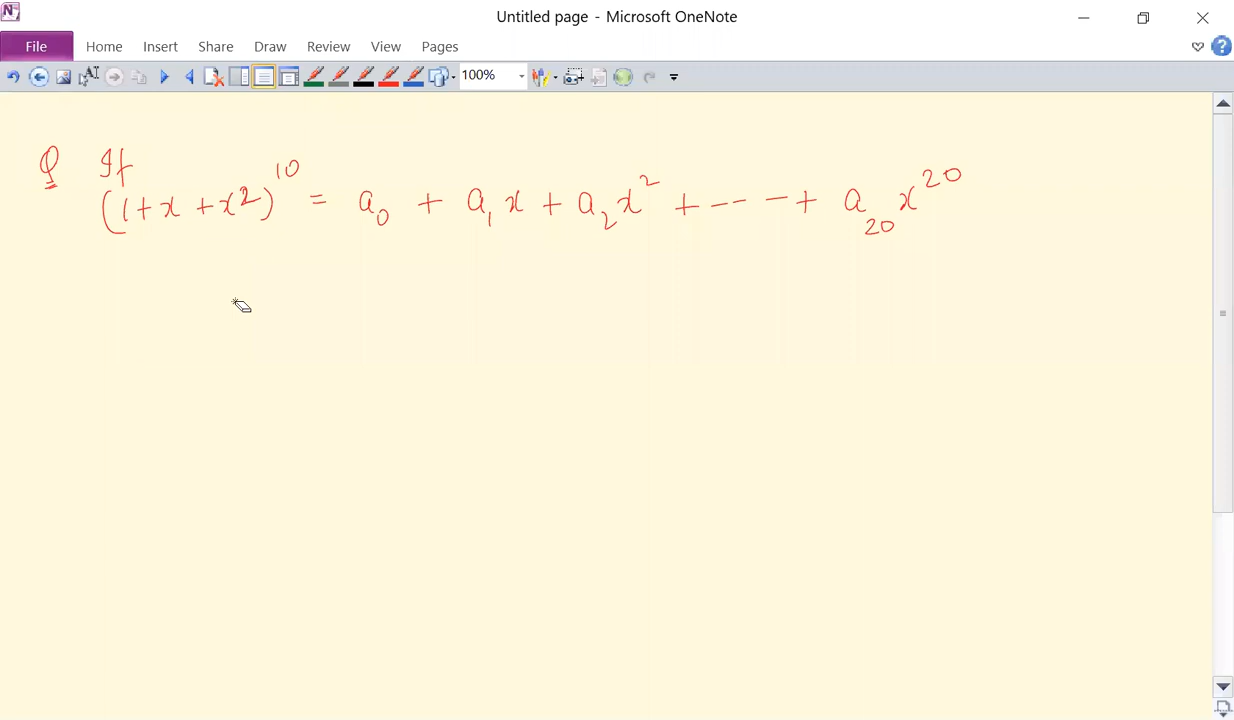 Untitled page - Microsoft OneNote
File Home Insert Share Draw Review View Pages
100%
Q If
(1+x+x²)¹⁰ = a₀ + a₁x + a₂x² + -- - + a₂₀x²⁰